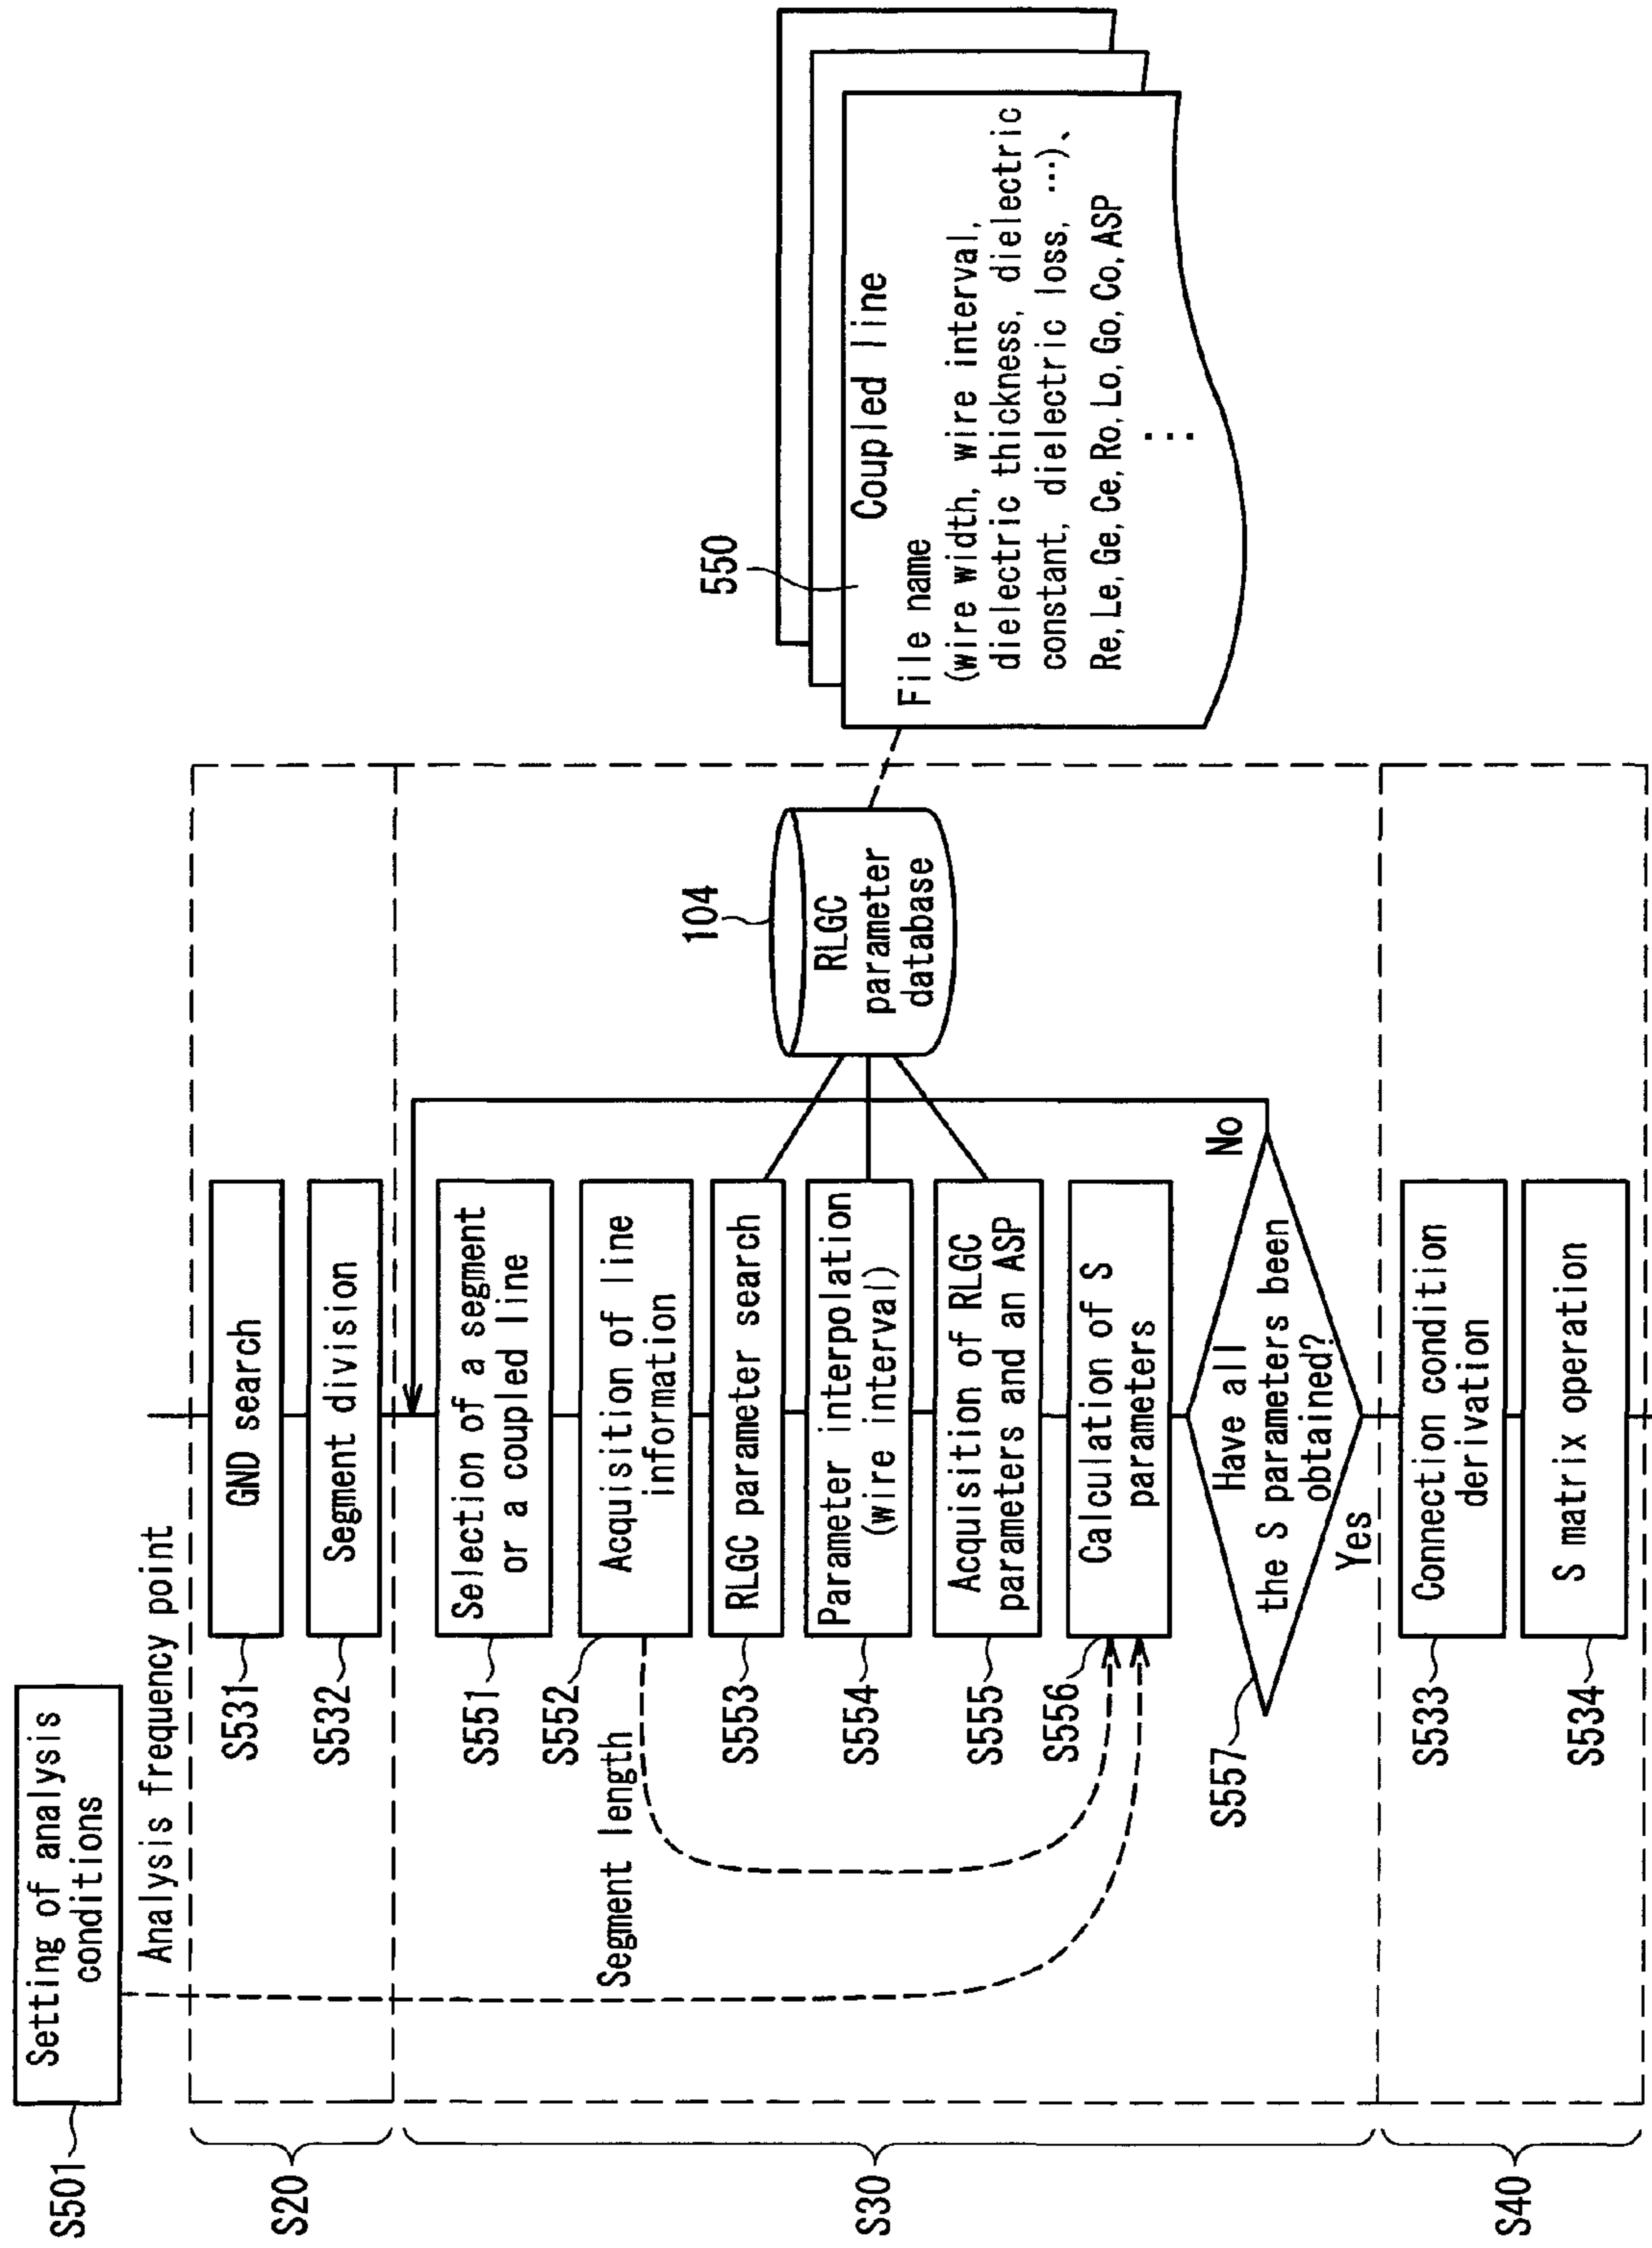 S501
Setting of analysis
conditions
Analysis frequency point
S20
S531
GND search
S532
Segment division
S30
S551
Selection of a segment
or a coupled line
S552
Acquisition of line
information
Segment length
S553
RLGC parameter search
S554
Parameter interpolation
(wire interval)
S555
Acquisition of RLGC
parameters and an ASP
S556
Calculation of S
parameters
S557
Have all
the S parameters been
obtained?
No
Yes
104
RLGC
parameter
database
550
Coupled line
File name
(wire width, wire interval,
dielectric thickness, dielectric
constant, dielectric loss, …)、
Re, Le, Ge, Ce, Ro, Lo, Go, Co, ASP
⋮
S40
S533
Connection condition
derivation
S534
S matrix operation